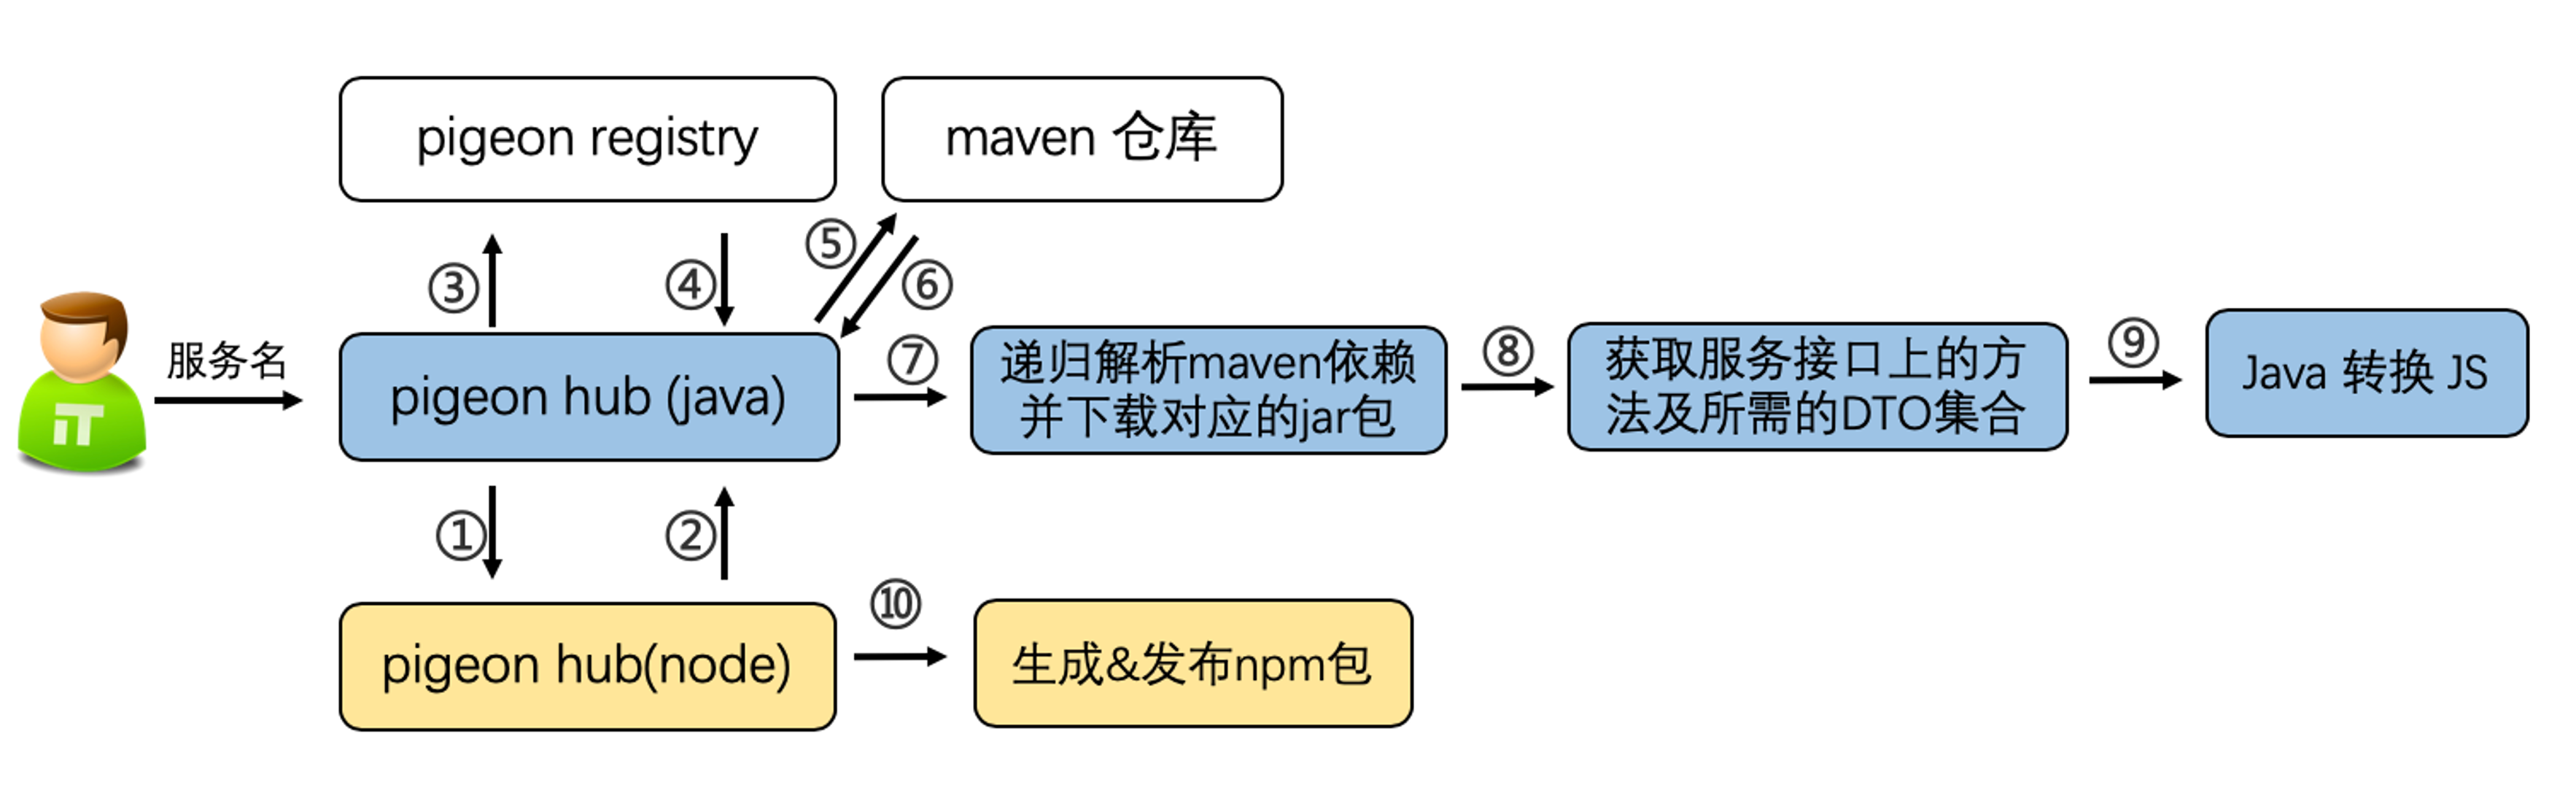 pigeon registry
maven 仓库
③
④
⑤
⑥
服务名
pigeon hub (java)
⑦
递归解析maven依赖
并下载对应的jar包
⑧
获取服务接口上的方
法及所需的DTO集合
⑨
Java 转换 JS
iT
①
②
pigeon hub(node)
⑩
生成&发布npm包